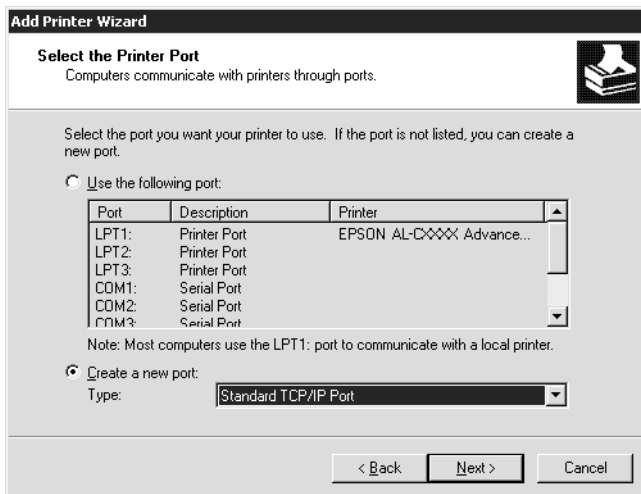 Add Printer Wizard
Select the Printer Port
Computers communicate with printers through ports.
Select the port you want your printer to use. If the port is not listed, you can create a
new port.
Use the following port:
Port Description Printer
LPT1: Printer Port EPSON AL-CXXXX Advance...
LPT2: Printer Port
LPT3: Printer Port
COM1: Serial Port
COM2: Serial Port
COM3: Serial Port
Note: Most computers use the LPT1: port to communicate with a local printer.
Create a new port:
Type: Standard TCP/IP Port
< Back Next > Cancel